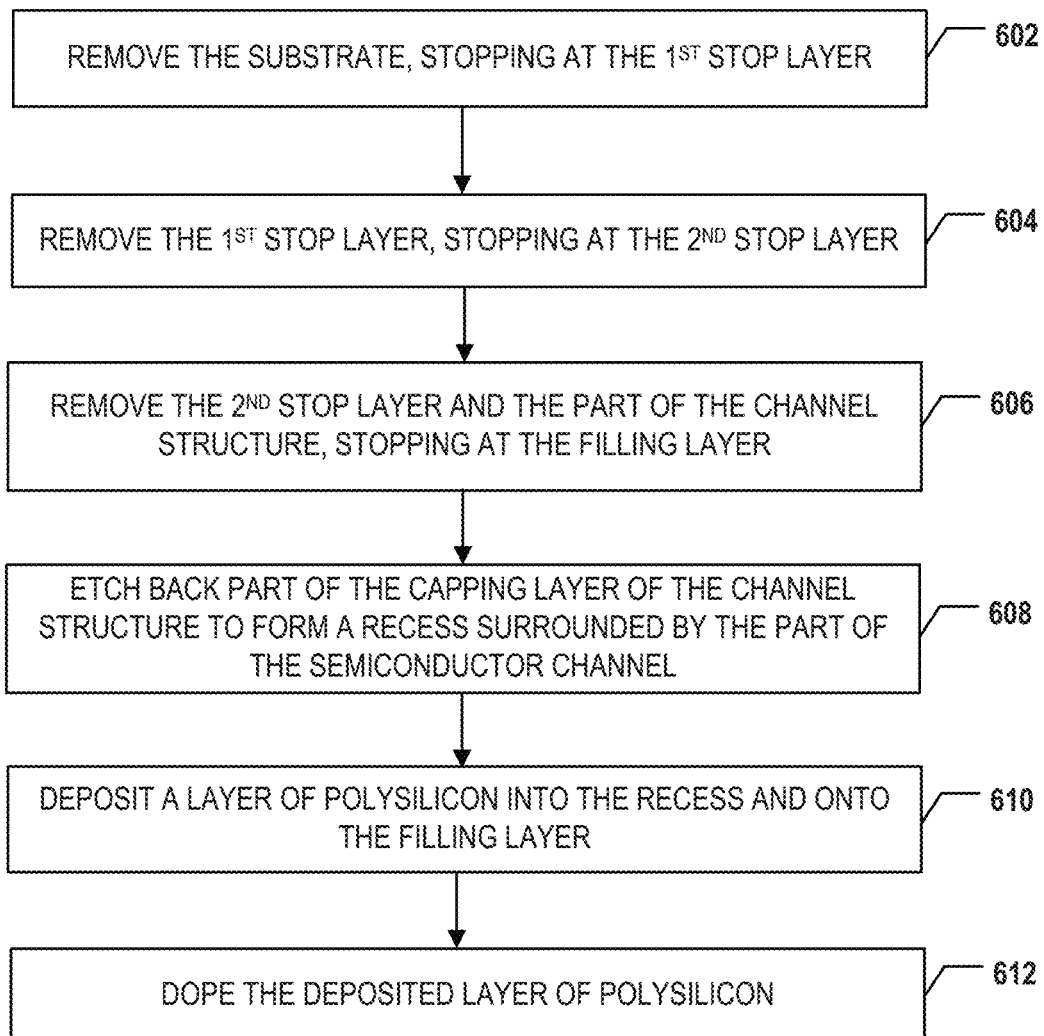 REMOVE THE SUBSTRATE, STOPPING AT THE 1ST STOP LAYER
602
REMOVE THE 1ST STOP LAYER, STOPPING AT THE 2ND STOP LAYER
604
REMOVE THE 2ND STOP LAYER AND THE PART OF THE CHANNEL
STRUCTURE, STOPPING AT THE FILLING LAYER
606
ETCH BACK PART OF THE CAPPING LAYER OF THE CHANNEL
STRUCTURE TO FORM A RECESS SURROUNDED BY THE PART OF
THE SEMICONDUCTOR CHANNEL
608
DEPOSIT A LAYER OF POLYSILICON INTO THE RECESS AND ONTO
THE FILLING LAYER
610
DOPE THE DEPOSITED LAYER OF POLYSILICON
612